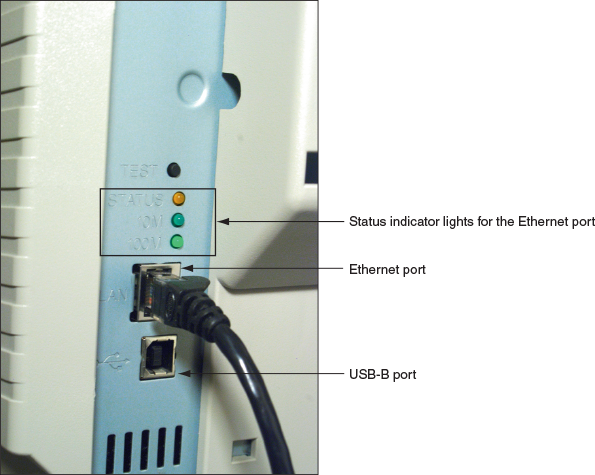 TEST
STATUS
10M
100M
Status indicator lights for the Ethernet port
Ethernet port
LAN
USB-B port